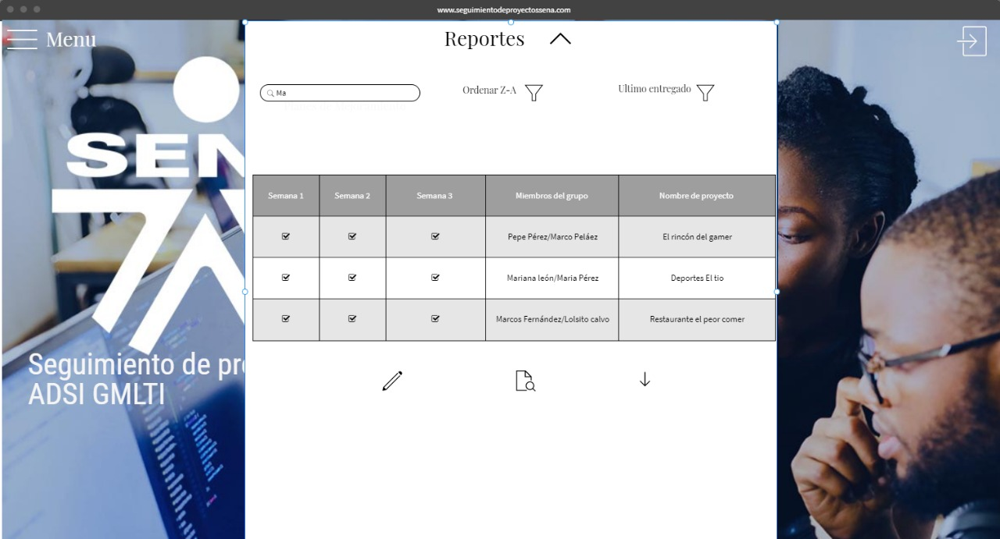 www.seguimientodeproyectossena.com
Menu
Reportes
Ma
Ordenar Z-A
Ultimo entregado
SEN
Semana 1 Semana 2 Semana 3 Miembros del grupo Nombre de proyecto
Pepe Pérez/Marco Peláez El rincón del gamer
Mariana león/Maria Pérez Deportes El tio
Marcos Fernández/Lolsito calvo Restaurante el peor comer
Seguimiento de pro
ADSI GMLTI